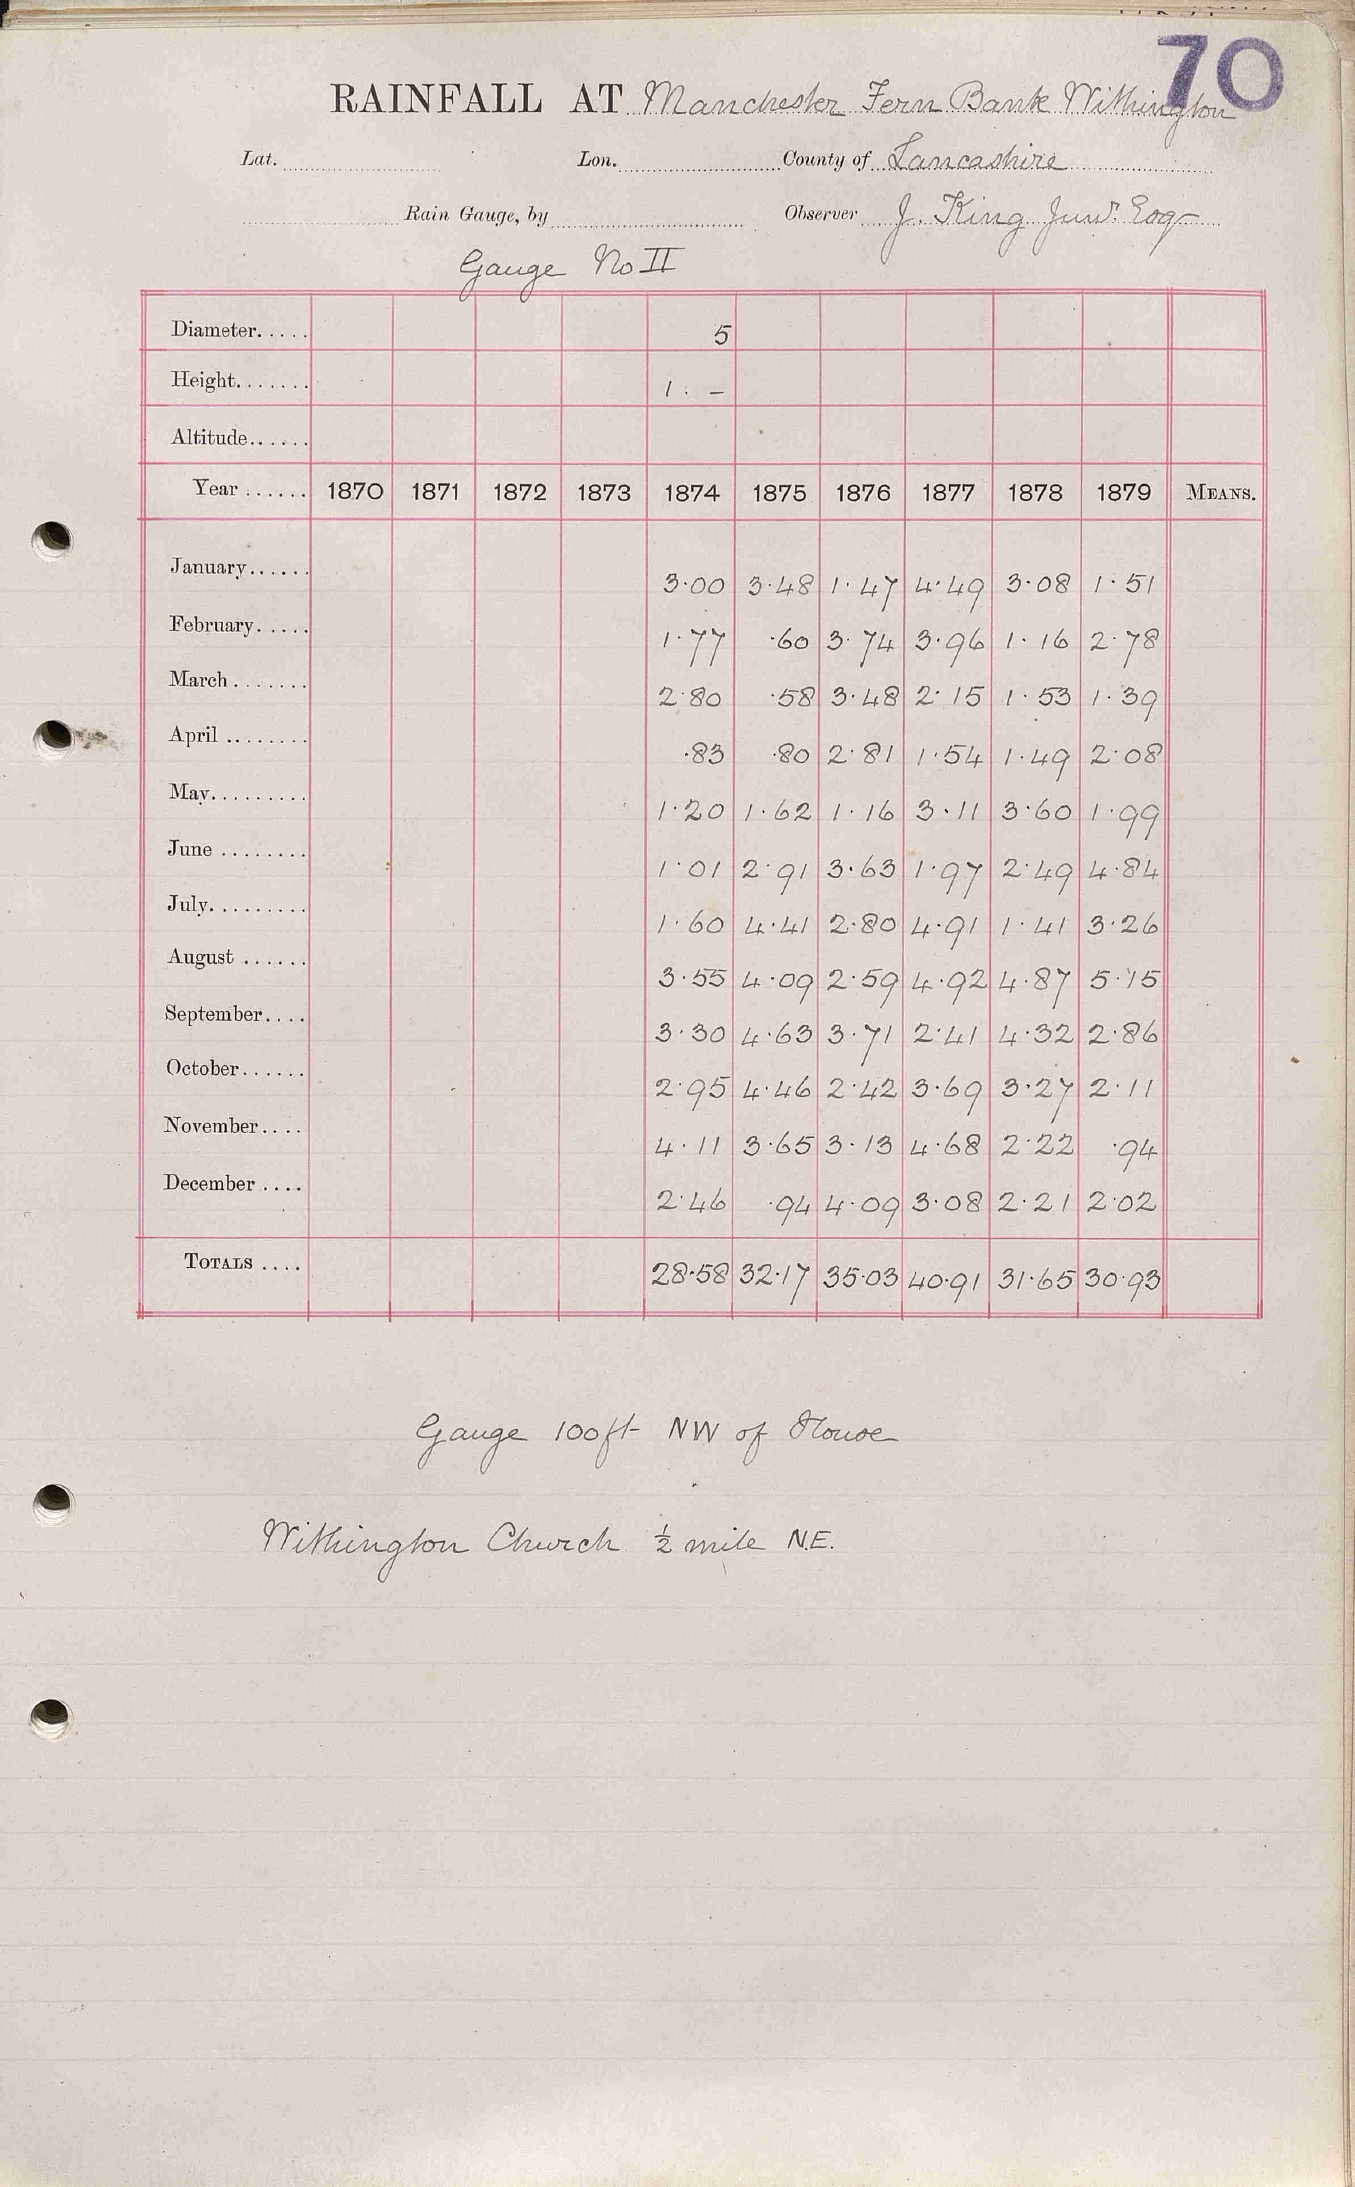 70
RAINFALL AT Manchester Fern Bank Withington
Lat. Lon. County of Lancashire
Rain Gauge, by Observer J. King Junr. Esq
Gauge No II
Diameter..... 5
Height....... 1. –
Altitude......
Year ...... 1870 1871 1872 1873 1874 1875 1876 1877 1878 1879 MEANS.
January...... 3·00 3·48 1·47 4·49 3·08 1·51
February..... 1·77 ·60 3·74 3·96 1·16 2·78
March ....... 2·80 ·58 3·48 2·15 1·53 1·39
April ........ ·83 ·80 2·81 1·54 1·49 2·08
May......... 1·20 1·62 1·16 3·11 3·60 1·99
June ........ 1·01 2·91 3·63 1·97 2·49 4·84
July......... 1·60 4·41 2·80 4·91 1·41 3·26
August ...... 3·55 4·09 2·59 4·92 4·87 5·15
September.... 3·30 4·63 3·71 2·41 4·32 2·86
October...... 2·95 4·46 2·42 3·69 3·27 2·11
November.... 4·11 3·65 3·13 4·68 2·22 ·94
December .... 2·46 ·94 4·09 3·08 2·21 2·02
TOTALS .... 28·58 32·17 35·03 40·91 31·65 30·93
Gauge 100ft NW of House
Withington Church ½ mile N.E.